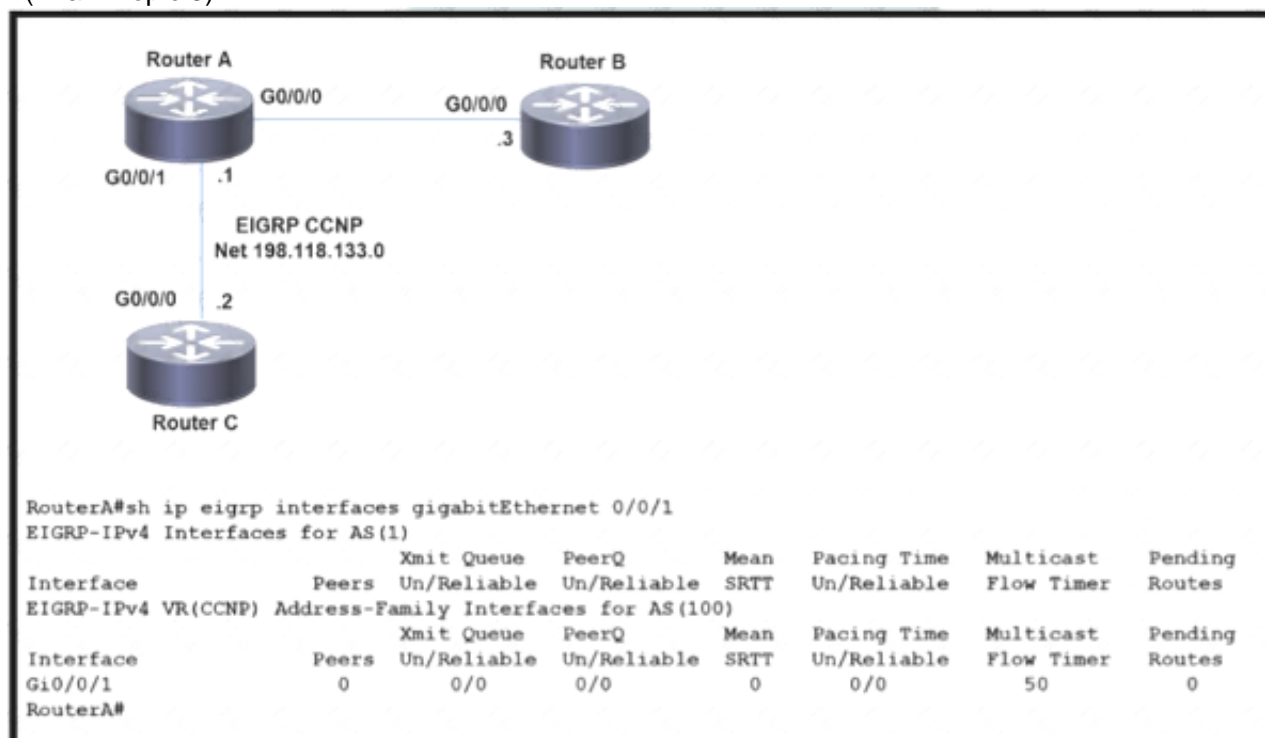 Router A
Router B
G0/0/0
G0/0/0
.3
G0/0/1
.1
EIGRP CCNP
Net 198.118.133.0
G0/0/0
.2
Router C
RouterA#sh ip eigrp interfaces gigabitEthernet 0/0/1
EIGRP-IPv4 Interfaces for AS(1)
Xmit Queue PeerQ Mean Pacing Time Multicast Pending
Interface Peers Un/Reliable Un/Reliable SRTT Un/Reliable Flow Timer Routes
EIGRP-IPv4 VR(CCNP) Address-Family Interfaces for AS(100)
Xmit Queue PeerQ Mean Pacing Time Multicast Pending
Interface Peers Un/Reliable Un/Reliable SRTT Un/Reliable Flow Timer Routes
Gi0/0/1 0 0/0 0/0 0 0/0 50 0
RouterA#